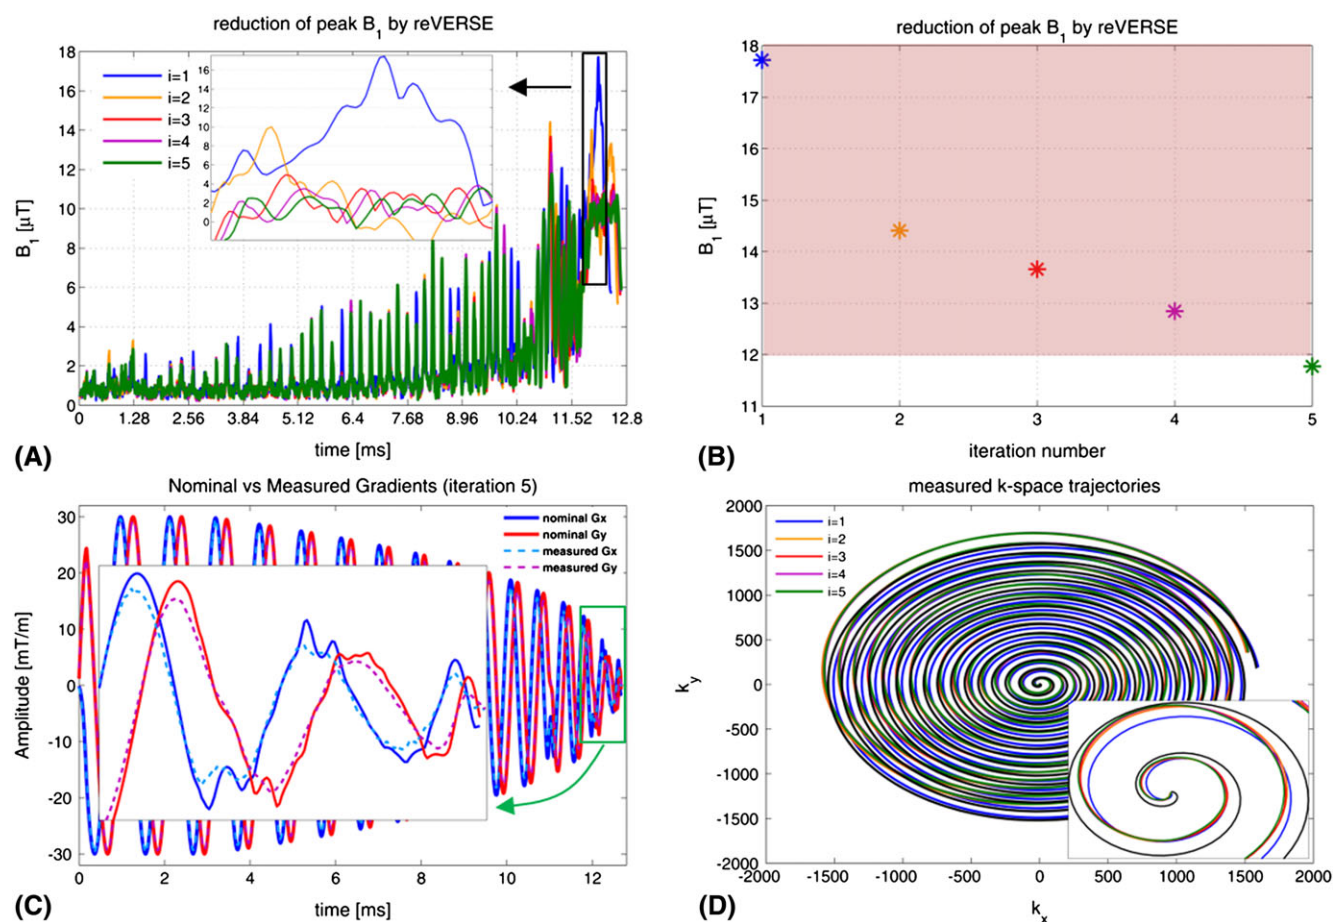 reduction of peak B1 by reVERSE
18
16
14
12
10
8
6
4
2
0
B1 [µT]
i=1
i=2
i=3
i=4
i=5
16
14
12
10
8
6
4
2
0
0 1.28 2.56 3.84 5.12 6.4 7.68 8.96 10.24 11.52 12.8
time [ms]
(A)
reduction of peak B1 by reVERSE
18
17
16
15
14
13
12
11
B1 [µT]
1 2 3 4 5
iteration number
(B)
Nominal vs Measured Gradients (iteration 5)
30
20
10
0
-10
-20
-30
Amplitude [mT/m]
nominal Gx
nominal Gy
measured Gx
measured Gy
0 2 4 6 8 10 12
time [ms]
(C)
measured k-space trajectories
2000
1500
1000
500
0
-500
-1000
-1500
-2000
ky
i=1
i=2
i=3
i=4
i=5
-2000 -1500 -1000 -500 0 500 1000 1500 2000
kx
(D)